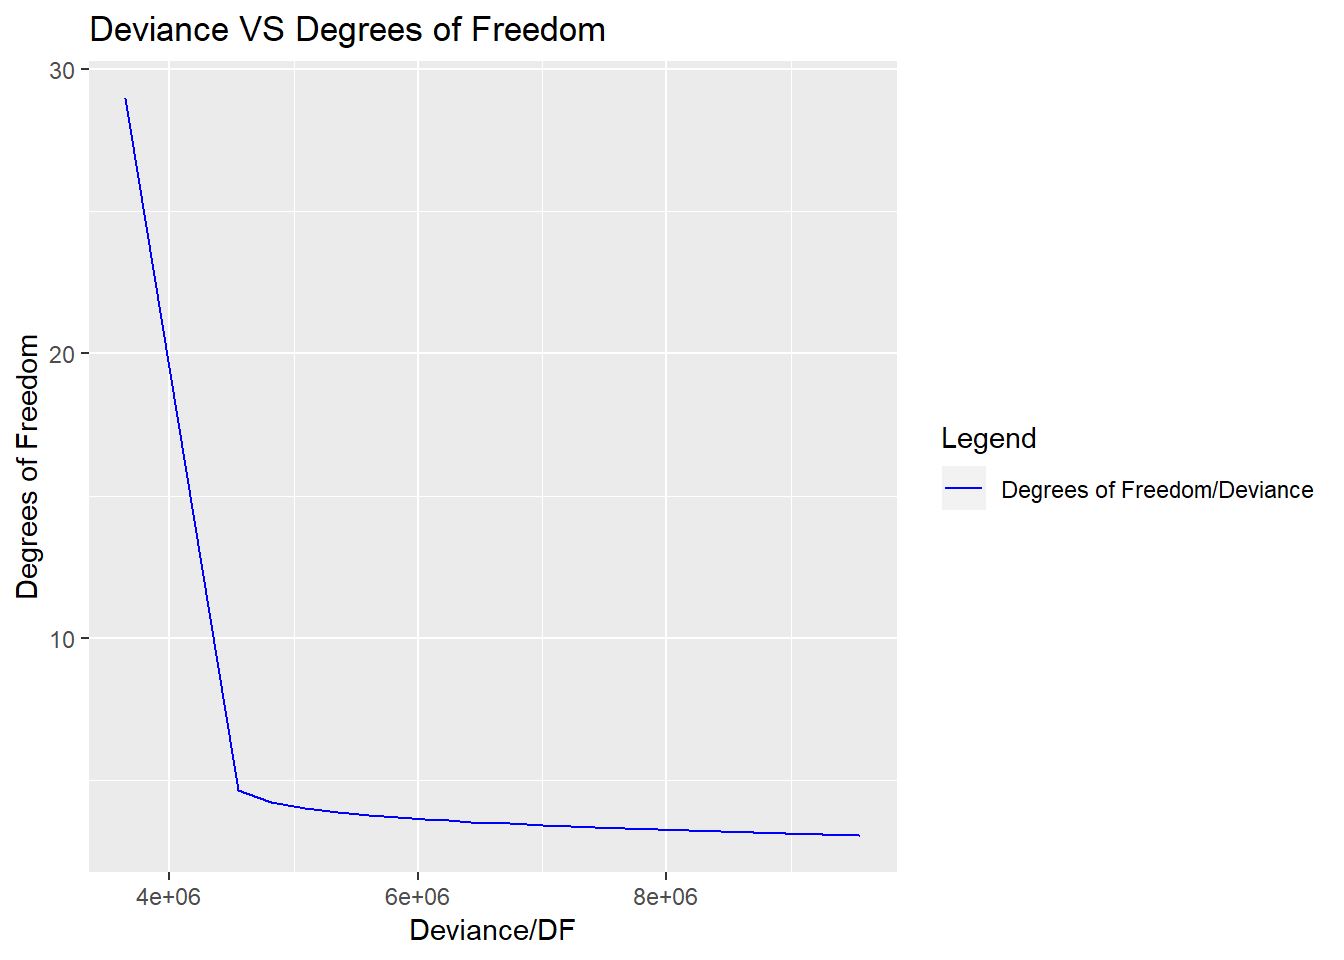 Deviance VS Degrees of Freedom
30
20
10
Degrees of Freedom
4e+06 6e+06 8e+06
Deviance/DF
Legend
Degrees of Freedom/Deviance